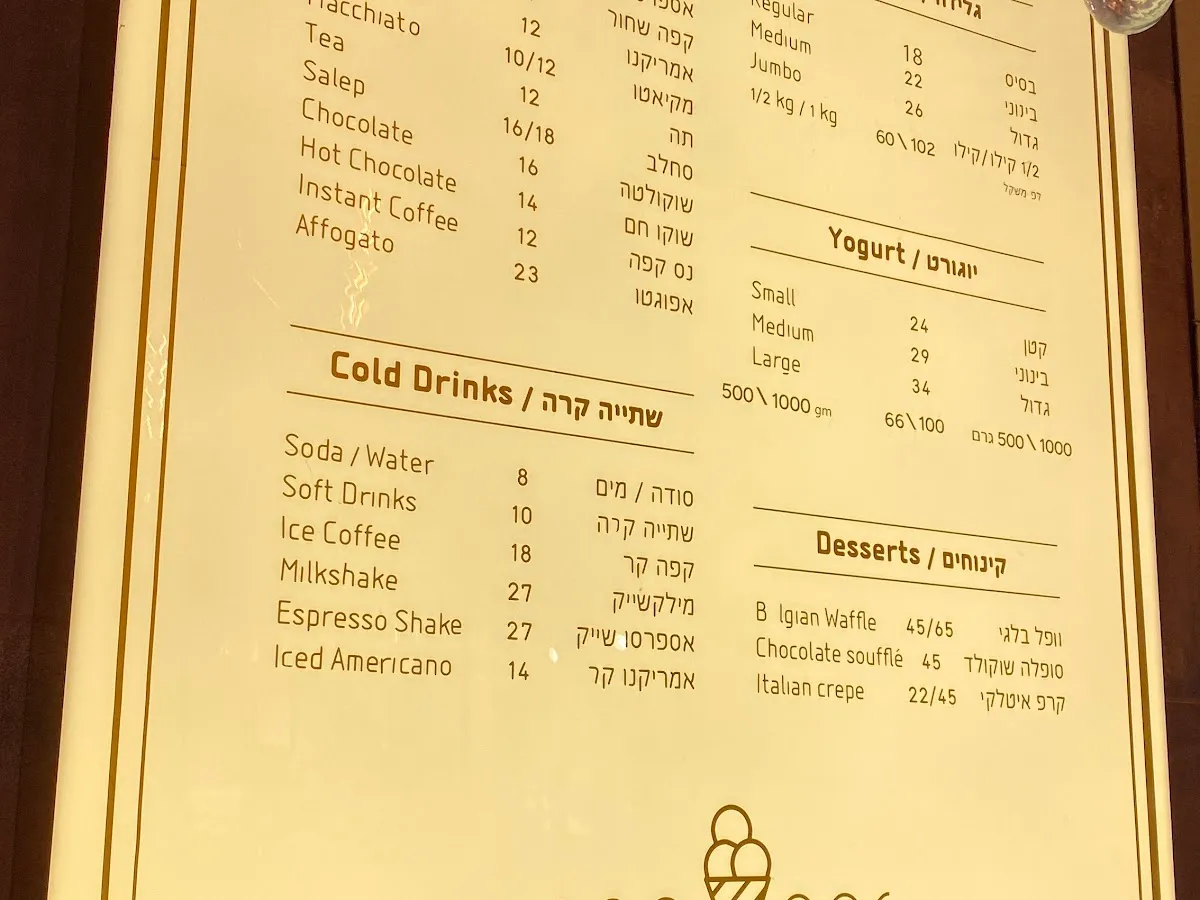 קפה שחור
12 אמריקנו
Macchiato 10/12 מקיאטו
Tea 12 תה
Salep 16/18 סחלב
Chocolate 16 שוקולטה
Hot Chocolate 14 שוקו חם
Instant Coffee 12 נס קפה
Affogato 23 אפוגטו
Cold Drinks / שתייה קרה
Soda / Water 8 סודה / מים
Soft Drinks 10 שתייה קרה
Ice Coffee 18 קפה קר
Milkshake 27 מילקשייק
Espresso Shake 27 אספרסו שייק
Iced Americano 14 אמריקנו קר
Regular 18 בסיס
Medium 22 בינוני
Jumbo 26 גדול
1/2 kg / 1 kg 60\102 1/2 קילו/קילו
לפי משקל
Yogurt / יוגורט
Small 24 קטן
Medium 29 בינוני
Large 34 גדול
500\1000 gm 66\100 500\1000 גרם
Desserts / קינוחים
B lgian Waffle 45/65 וופל בלגי
Chocolate soufflé 45 סופלה שוקולד
Italian crepe 22/45 קרפ איטלקי